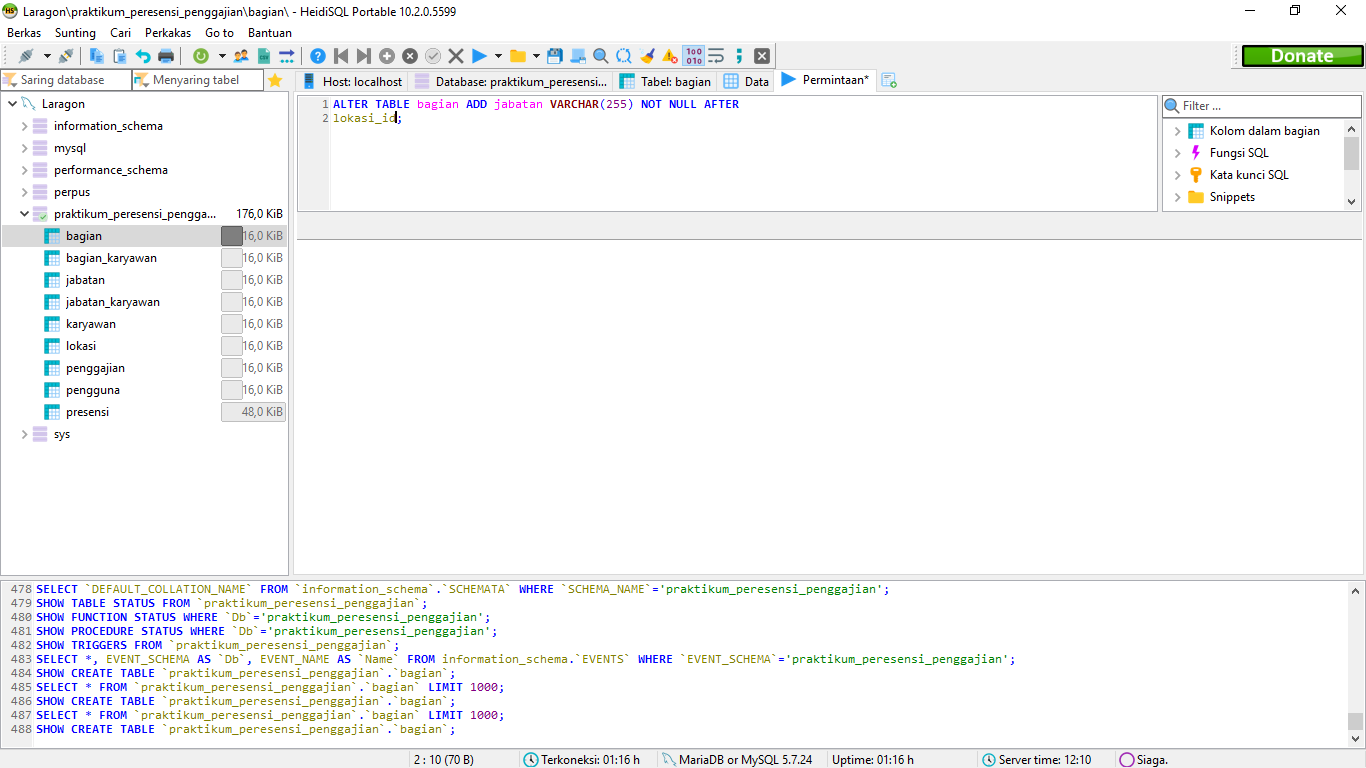 Laragon\praktikum_peresensi_penggajian\bagian\ - HeidiSQL Portable 10.2.0.5599
Berkas Sunting Cari Perkakas Go to Bantuan
Donate
Saring database Menyaring tabel
Host: localhost Database: praktikum_peresensi... Tabel: bagian Data Permintaan*
Laragon
information_schema
mysql
performance_schema
perpus
praktikum_peresensi_pengga... 176,0 KiB
bagian 16,0 KiB
bagian_karyawan 16,0 KiB
jabatan 16,0 KiB
jabatan_karyawan 16,0 KiB
karyawan 16,0 KiB
lokasi 16,0 KiB
penggajian 16,0 KiB
pengguna 16,0 KiB
presensi 48,0 KiB
sys
1 ALTER TABLE bagian ADD jabatan VARCHAR(255) NOT NULL AFTER
2 lokasi_id;
Filter ...
Kolom dalam bagian
Fungsi SQL
Kata kunci SQL
Snippets
478 SELECT `DEFAULT_COLLATION_NAME` FROM `information_schema`.`SCHEMATA` WHERE `SCHEMA_NAME`='praktikum_peresensi_penggajian';
479 SHOW TABLE STATUS FROM `praktikum_peresensi_penggajian`;
480 SHOW FUNCTION STATUS WHERE `Db`='praktikum_peresensi_penggajian';
481 SHOW PROCEDURE STATUS WHERE `Db`='praktikum_peresensi_penggajian';
482 SHOW TRIGGERS FROM `praktikum_peresensi_penggajian`;
483 SELECT *, EVENT_SCHEMA AS `Db`, EVENT_NAME AS `Name` FROM information_schema.`EVENTS` WHERE `EVENT_SCHEMA`='praktikum_peresensi_penggajian';
484 SHOW CREATE TABLE `praktikum_peresensi_penggajian`.`bagian`;
485 SELECT * FROM `praktikum_peresensi_penggajian`.`bagian` LIMIT 1000;
486 SHOW CREATE TABLE `praktikum_peresensi_penggajian`.`bagian`;
487 SELECT * FROM `praktikum_peresensi_penggajian`.`bagian` LIMIT 1000;
488 SHOW CREATE TABLE `praktikum_peresensi_penggajian`.`bagian`;
2 : 10 (70 B) Terkoneksi: 01:16 h MariaDB or MySQL 5.7.24 Uptime: 01:16 h Server time: 12:10 Siaga.